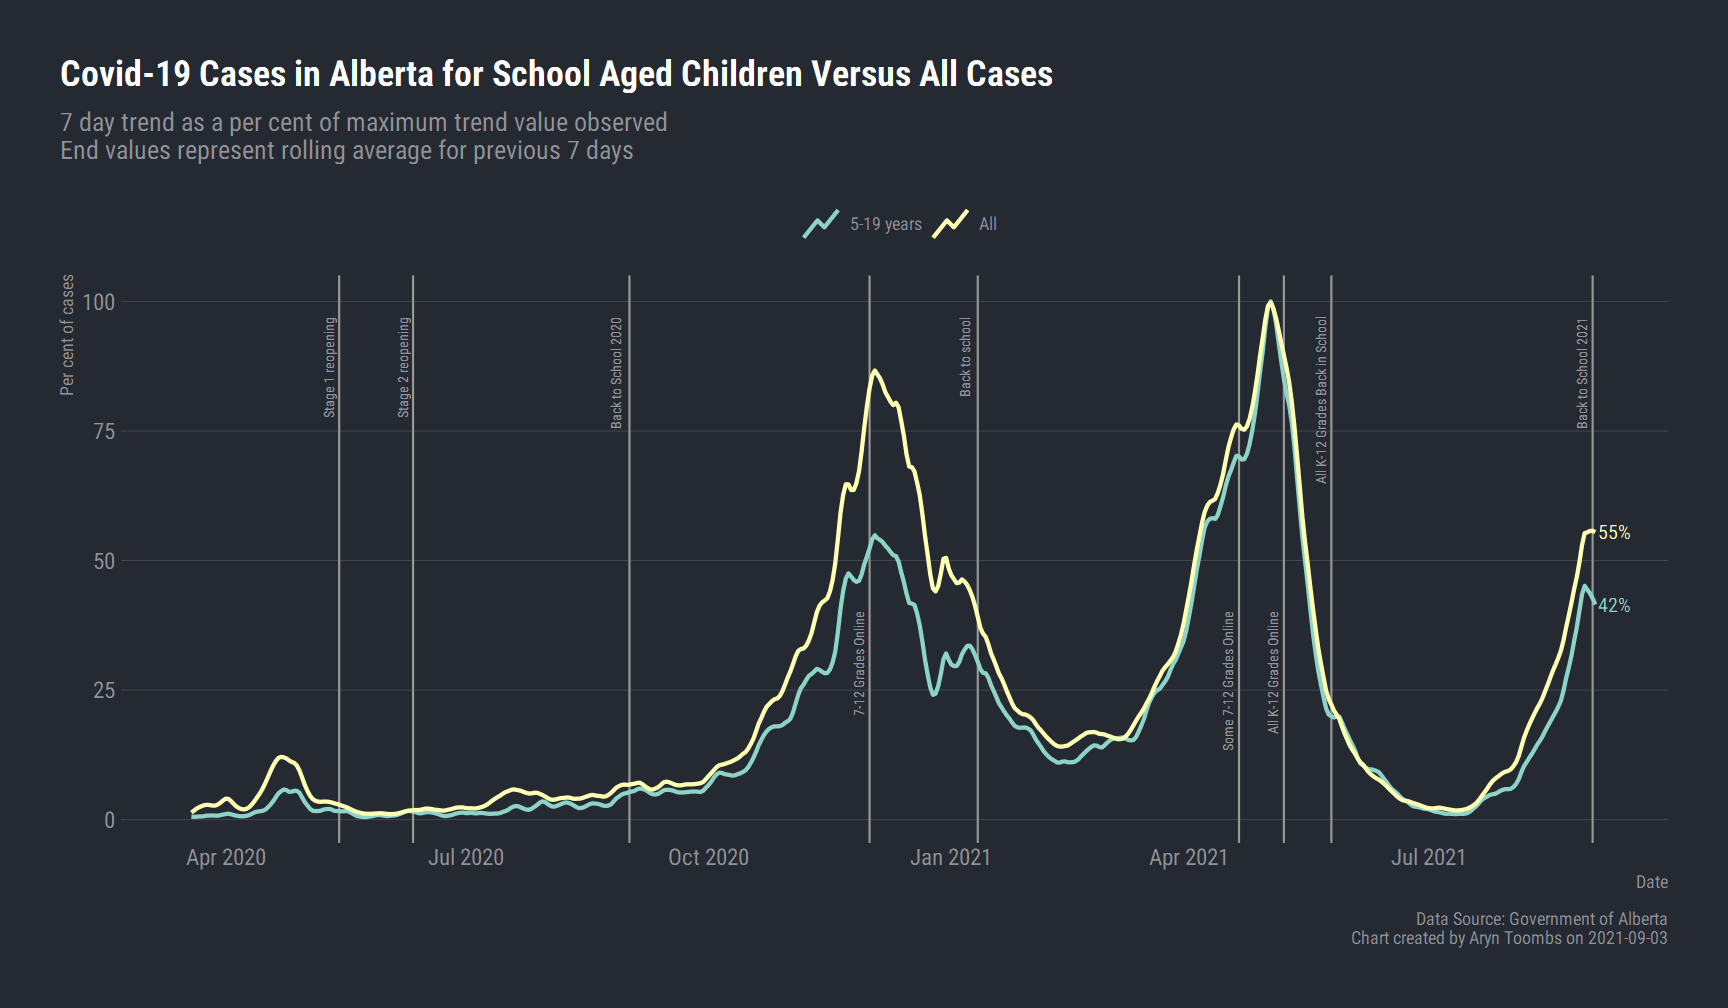 Covid-19 Cases in Alberta for School Aged Children Versus All Cases
7 day trend as a per cent of maximum trend value observed
End values represent rolling average for previous 7 days
5-19 years
All
Per cent of cases
100
75
50
25
0
Stage 1 reopening
Stage 2 reopening
Back to School 2020
7-12 Grades Online
Back to school
Some 7-12 Grades Online
All K-12 Grades Online
All K-12 Grades Back in School
Back to School 2021
55%
42%
Apr 2020
Jul 2020
Oct 2020
Jan 2021
Apr 2021
Jul 2021
Date
Data Source: Government of Alberta
Chart created by Aryn Toombs on 2021-09-03